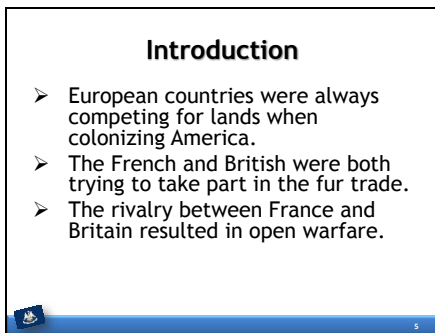 Introduction
➢ European countries were always
competing for lands when
colonizing America.
➢ The French and British were both
trying to take part in the fur trade.
➢ The rivalry between France and
Britain resulted in open warfare.
5